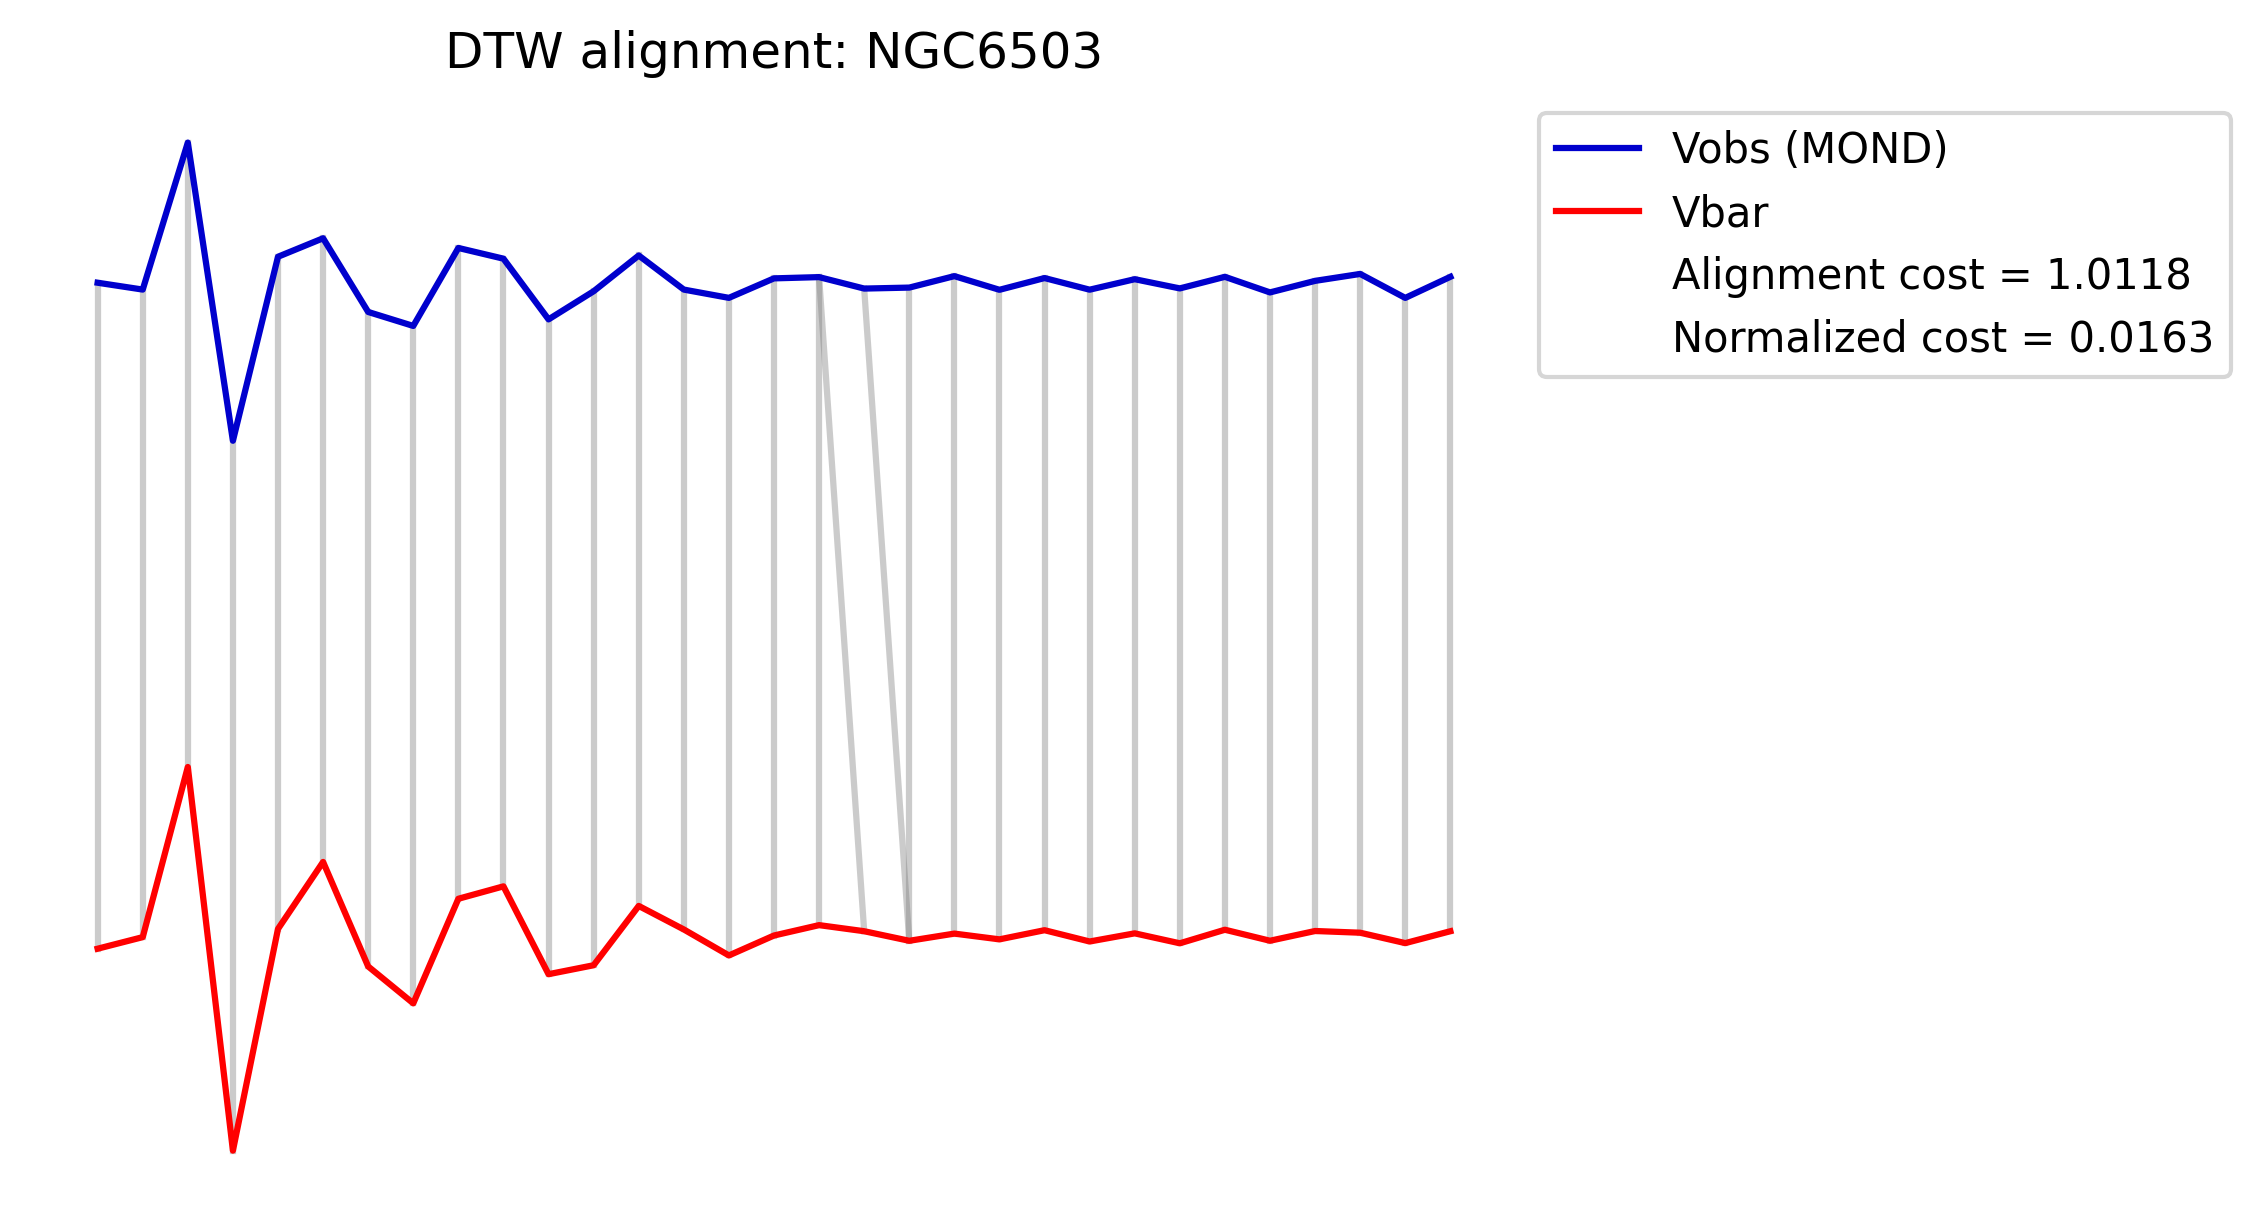 DTW alignment: NGC6503
Vobs (MOND)
Vbar
Alignment cost = 1.0118
Normalized cost = 0.0163